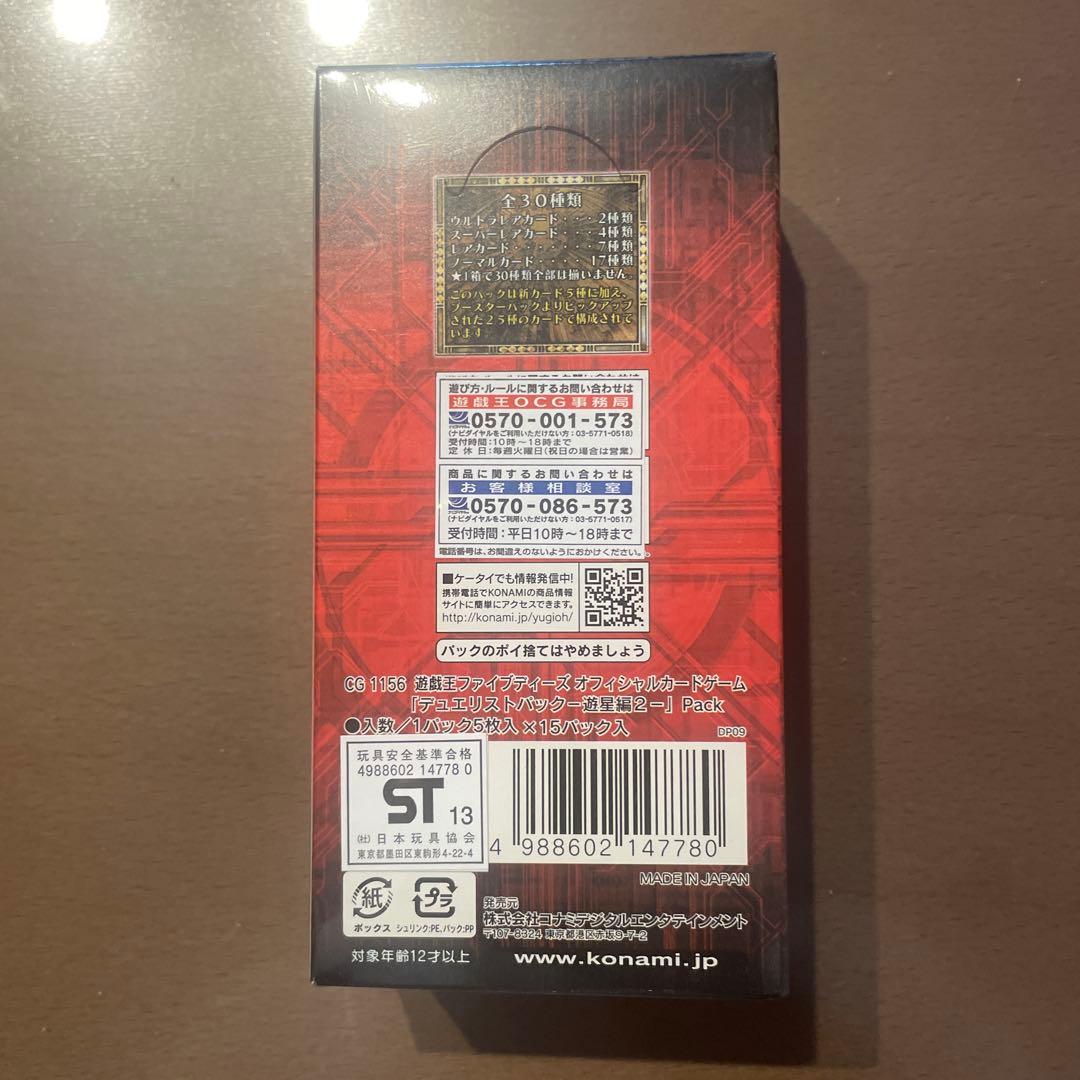 全30種類
ウルトラレアカード・・・2種類
スーパーレアカード・・・4種類
レアカード・・・・・・・7種類
ノーマルカード・・・・・17種類
★1箱で30種類全部は揃いません。
このパックは新カード5種に加え、
ブースターパックよりピックアップ
された25種のカードで構成されて
います。
遊び方・ルールに関するお問い合わせは
遊戯王OCG事務局
0570-001-573
(ナビダイヤルをご利用いただけない方:03-5771-0518)
受付時間:10時〜18時まで
定 休 日:毎週火曜日(祝日の場合は営業)
商品に関するお問い合わせは
お客様相談室
0570-086-573
(ナビダイヤルをご利用いただけない方:03-5771-0517)
受付時間:平日10時〜18時まで
電話番号は、お間違えのないようにおかけください。
■ケータイでも情報発信中!
携帯電話でKONAMIの商品情報
サイトに簡単にアクセスできます。
http://konami.jp/yugioh/
パックのポイ捨てはやめましょう
CG 1156 遊戯王ファイブディーズ オフィシャルカードゲーム
「デュエリストパック-遊星編2-」Pack
●入数/1パック5枚入×15パック入
DP09
玩具安全基準合格
4988602 14778 0
ST 13
(社)日本玩具協会
東京都墨田区東駒形4-22-4
4 988602 147780
MADE IN JAPAN
紙
ボックス
プラ
シュリンク:PE,パック:PP
発売元
株式会社コナミデジタルエンタテインメント
〒107-8324 東京都港区赤坂9-7-2
対象年齢12才以上
www.konami.jp